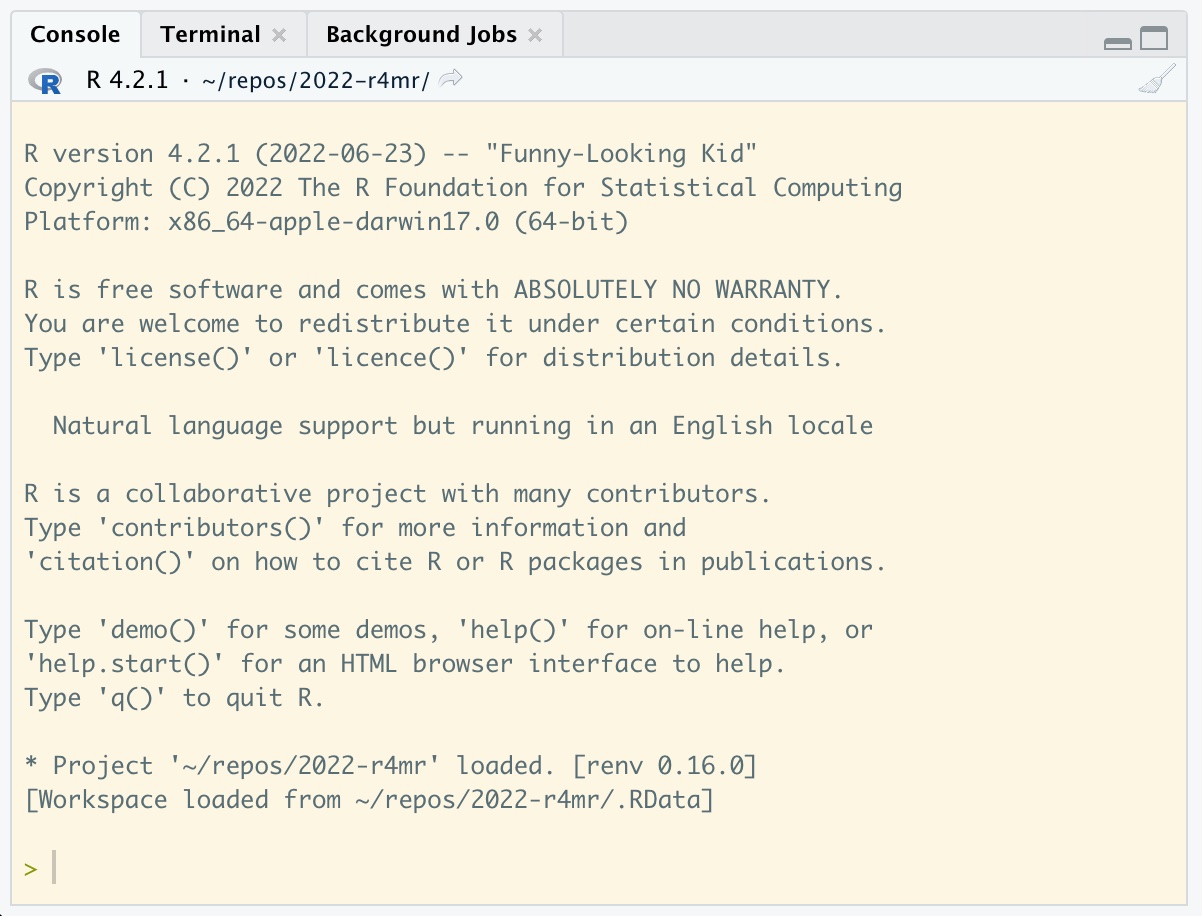 Console Terminal Background Jobs
R R 4.2.1 · ~/repos/2022-r4mr/
R version 4.2.1 (2022-06-23) -- "Funny-Looking Kid"
Copyright (C) 2022 The R Foundation for Statistical Computing
Platform: x86_64-apple-darwin17.0 (64-bit)
R is free software and comes with ABSOLUTELY NO WARRANTY.
You are welcome to redistribute it under certain conditions.
Type 'license()' or 'licence()' for distribution details.
Natural language support but running in an English locale
R is a collaborative project with many contributors.
Type 'contributors()' for more information and
'citation()' on how to cite R or R packages in publications.
Type 'demo()' for some demos, 'help()' for on-line help, or
'help.start()' for an HTML browser interface to help.
Type 'q()' to quit R.
* Project '~/repos/2022-r4mr' loaded. [renv 0.16.0]
[Workspace loaded from ~/repos/2022-r4mr/.RData]
>